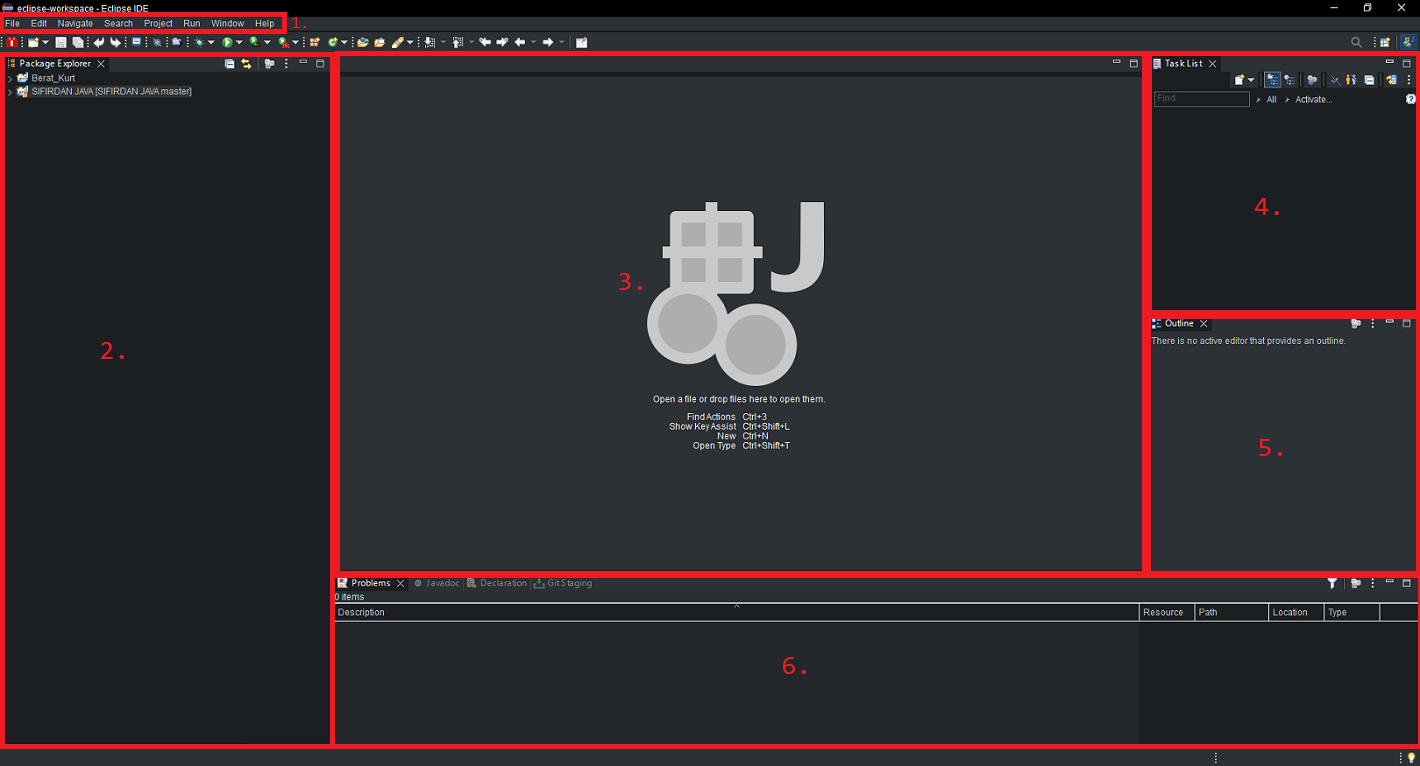 eclipse-workspace - Eclipse IDE
File Edit Navigate Search Project Run Window Help 1.
Package Explorer
Berat_Kurt
SIFIRDAN JAVA [SIFIRDAN JAVA master]
2.
J
3.
Open a file or drop files here to open them.
Find Actions Ctrl+3
Show Key Assist Ctrl+Shift+L
New Ctrl+N
Open Type Ctrl+Shift+T
Task List
Find All Activate...
4.
Outline
There is no active editor that provides an outline.
5.
Problems Javadoc Declaration Git Staging
0 items
Description Resource Path Location Type
6.